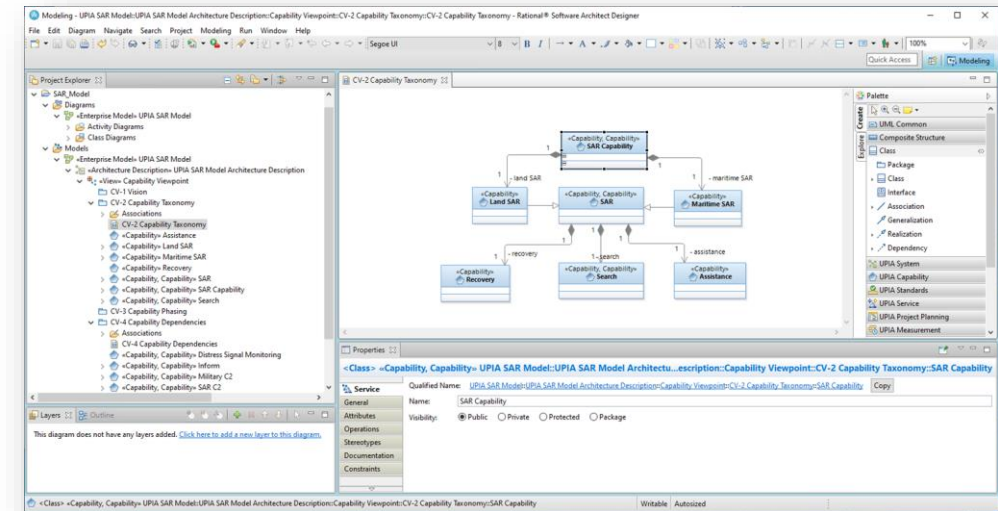 Modeling - UPIA SAR Model::UPIA SAR Model Architecture Description::Capability Viewpoint::CV-2 Capability Taxonomy::CV-2 Capability Taxonomy - Rational® Software Architect Designer
File Edit Diagram Navigate Search Project Modeling Run Window Help
Segoe UI 8 B I A 100%
Quick Access Modeling
Project Explorer
SAR_Model
Diagrams
«Enterprise Model» UPIA SAR Model
Activity Diagrams
Class Diagrams
Models
«Enterprise Model» UPIA SAR Model
«Architecture Description» UPIA SAR Model Architecture Description
«View» Capability Viewpoint
CV-1 Vision
CV-2 Capability Taxonomy
Associations
CV-2 Capability Taxonomy
«Capability» Assistance
«Capability» Land SAR
«Capability» Maritime SAR
«Capability» Recovery
«Capability, Capability» SAR
«Capability, Capability» SAR Capability
«Capability, Capability» Search
CV-3 Capability Phasing
CV-4 Capability Dependencies
Associations
CV-4 Capability Dependencies
«Capability, Capability» Distress Signal Monitoring
«Capability, Capability» Inform
«Capability, Capability» Military C2
«Capability, Capability» SAR C2
Layers Outline
This diagram does not have any layers added. Click here to add a new layer to this diagram.
CV-2 Capability Taxonomy
«Capability, Capability»
SAR Capability
1 1
1 - land SAR
1 - maritime SAR
«Capability»
Land SAR
«Capability, Capability»
SAR
«Capability»
Maritime SAR
1 1 1
1 - recovery
1 - search
1 - assistance
«Capability»
Recovery
«Capability, Capability»
Search
«Capability»
Assistance
Palette
Create
Explore
UML Common
Composite Structure
Class
Package
Class
Interface
Association
Generalization
Realization
Dependency
UPIA System
UPIA Capability
UPIA Standards
UPIA Service
UPIA Project Planning
UPIA Measurement
Properties
<Class> «Capability, Capability» UPIA SAR Model::UPIA SAR Model Architectu...escription::Capability Viewpoint::CV-2 Capability Taxonomy::SAR Capability
Service
General
Attributes
Operations
Stereotypes
Documentation
Constraints
Qualified Name: UPIA SAR Model::UPIA SAR Model Architecture Description::Capability Viewpoint::CV-2 Capability Taxonomy::SAR Capability Copy
Name: SAR Capability
Visibility: Public Private Protected Package
<Class> «Capability, Capability» UPIA SAR Model::UPIA SAR Model Architecture Description::Capability Viewpoint::CV-2 Capability Taxonomy::SAR Capability Writable Autosized